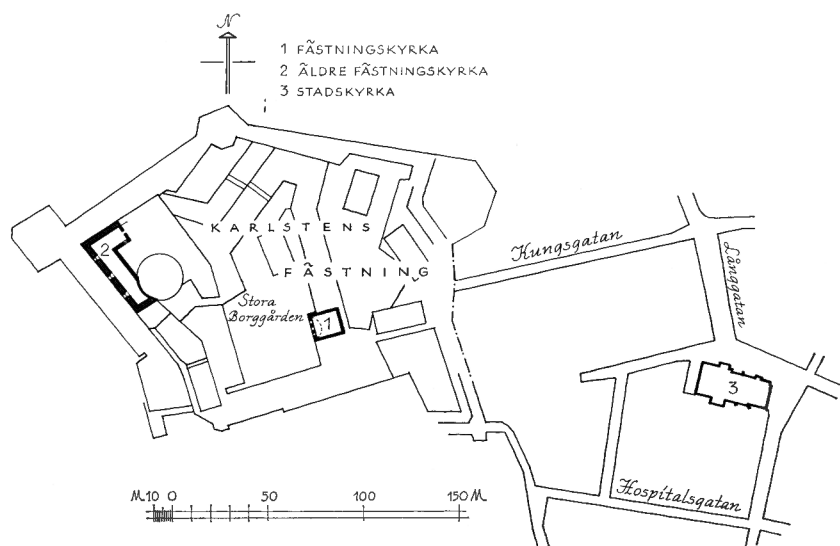 N
1 FÄSTNINGSKYRKA
2 ÄLDRE FÄSTNINGSKYRKA
3 STADSKYRKA
KARLSTENS
FÄSTNING
2
Stora
Borggården
1
Kungsgatan
Långgatan
3
Hospitalsgatan
M 10 0 50 100 150 M